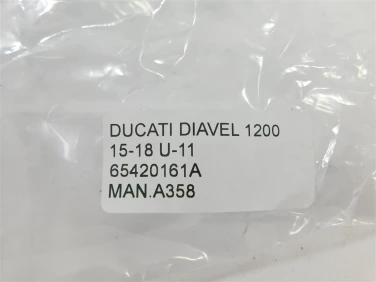 DUCATI DIAVEL 1200
15-18 U-11
65420161A
MAN.A358